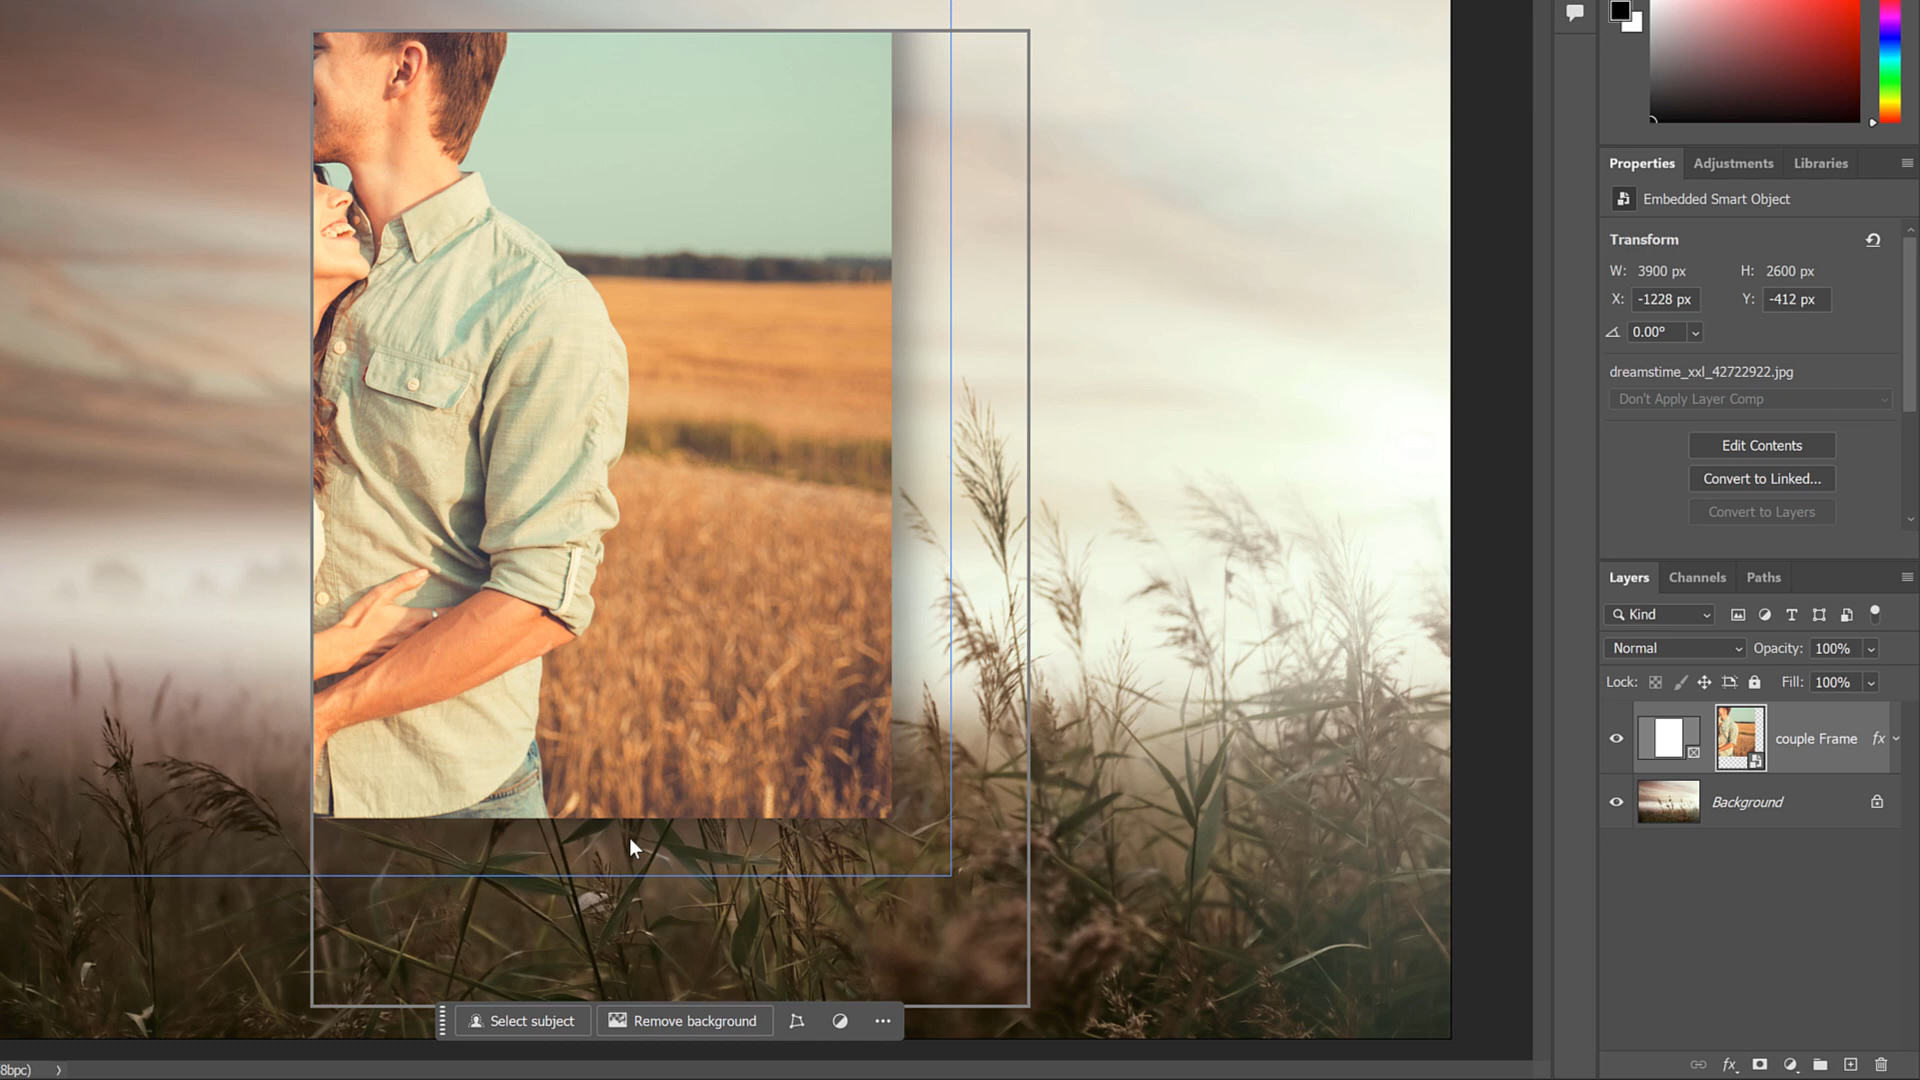 Properties Adjustments Libraries
Embedded Smart Object
Transform
W: 3900 px H: 2600 px
X: -1228 px Y: -412 px
0.00°
dreamstime_xxl_42722922.jpg
Don't Apply Layer Comp
Edit Contents
Convert to Linked...
Convert to Layers
Layers Channels Paths
Kind
Normal Opacity: 100%
Lock: Fill: 100%
couple Frame fx
Background
Select subject Remove background
8bpc)
fx